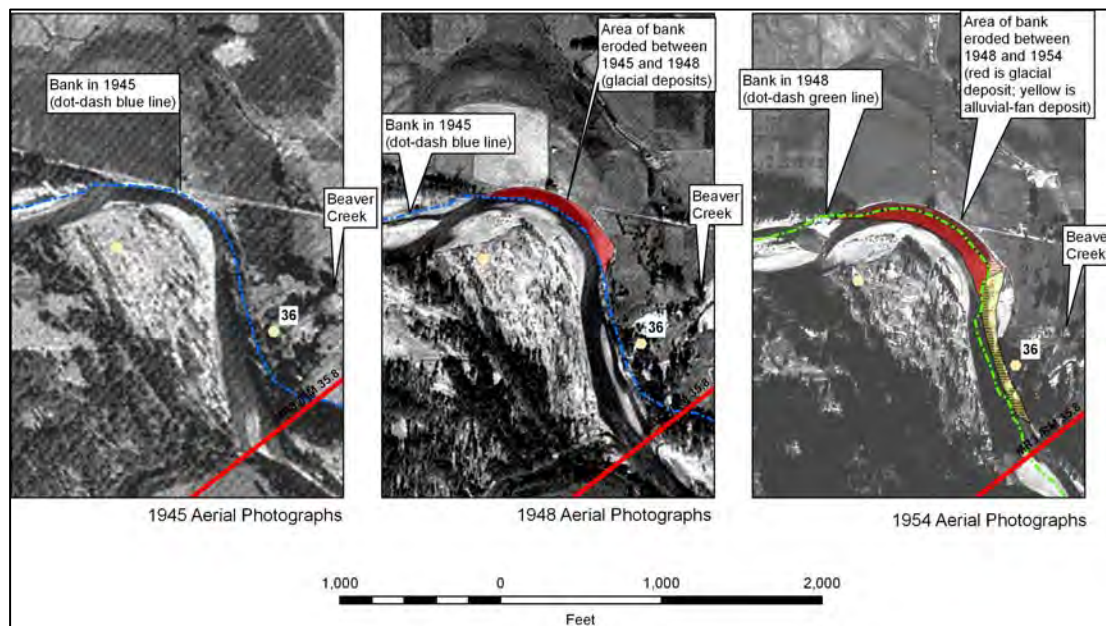 Bank in 1945
(dot-dash blue line)
Beaver
Creek
36
1945 Aerial Photographs
Area of bank
eroded between
1945 and 1948
(glacial deposits)
Bank in 1945
(dot-dash blue line)
Beaver
Creek
36
1948 Aerial Photographs
Area of bank
eroded between
1948 and 1954
(red is glacial
deposit; yellow is
alluvial-fan deposit)
Bank in 1948
(dot-dash green line)
Beaver
Creek
36
1954 Aerial Photographs
1,000
0
1,000
2,000
Feet